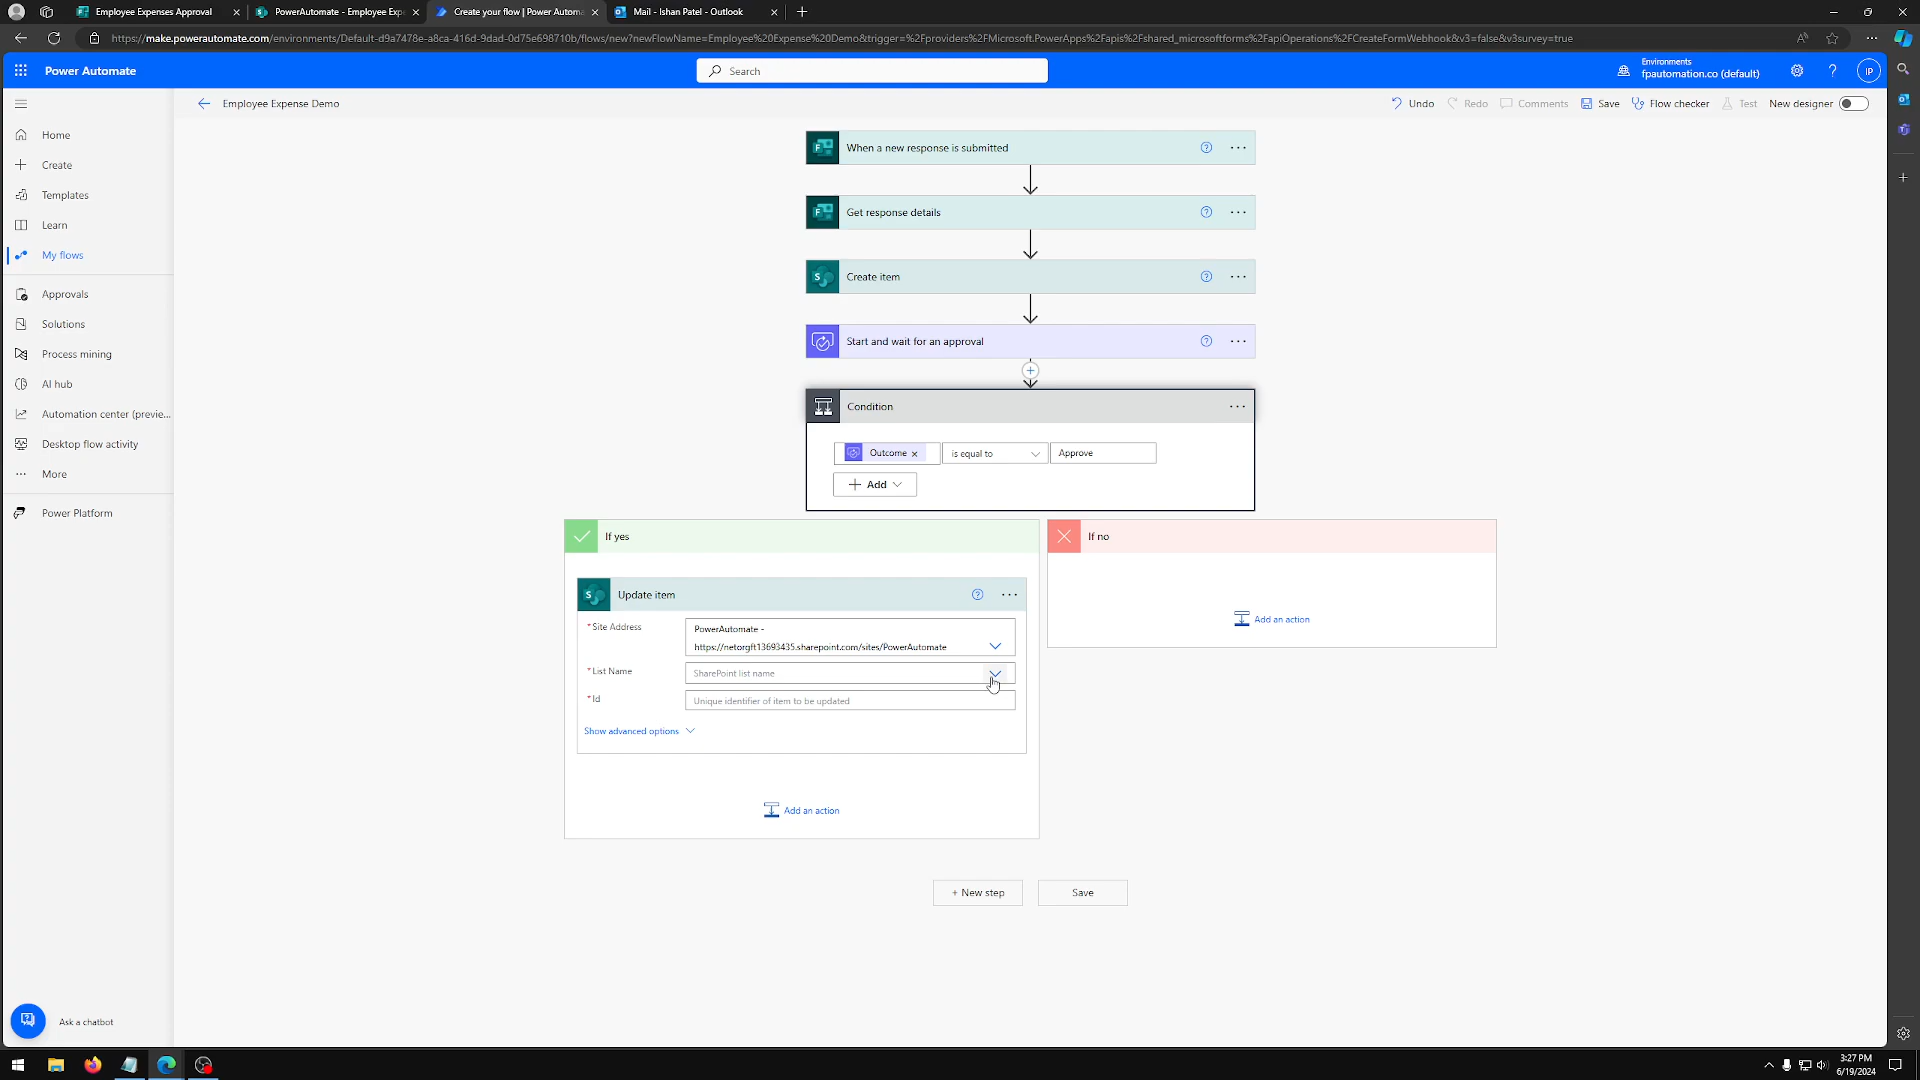 Employee Expenses Approval
PowerAutomate - Employee Exp
Create your flow | Power Automa
Mail - Ishan Patel - Outlook
https://make.powerautomate.com/environments/Default-d9a7478e-a8ca-416d-9dad-0d75e698710b/flows/new?newFlowName=Employee%20Expense%20Demo&trigger=%2Fproviders%2FMicrosoft.PowerApps%2Fapis%2Fshared_microsoftforms%2FapiOperations%2FCreateFormWebhook&v3=false&v3survey=true
Power Automate
Search
Environments
fpautomation.co (default)
IP
Employee Expense Demo
Undo
Redo
Comments
Save
Flow checker
Test
New designer
Home
Create
Templates
Learn
My flows
Approvals
Solutions
Process mining
AI hub
Automation center (previe...
Desktop flow activity
More
Power Platform
Ask a chatbot
When a new response is submitted
Get response details
Create item
Start and wait for an approval
Condition
Outcome
is equal to
Approve
Add
If yes
Update item
* Site Address
PowerAutomate -
https://netorgft13693435.sharepoint.com/sites/PowerAutomate
* List Name
SharePoint list name
* Id
Unique identifier of item to be updated
Show advanced options
Add an action
If no
Add an action
+ New step
Save
3:27 PM
6/19/2024